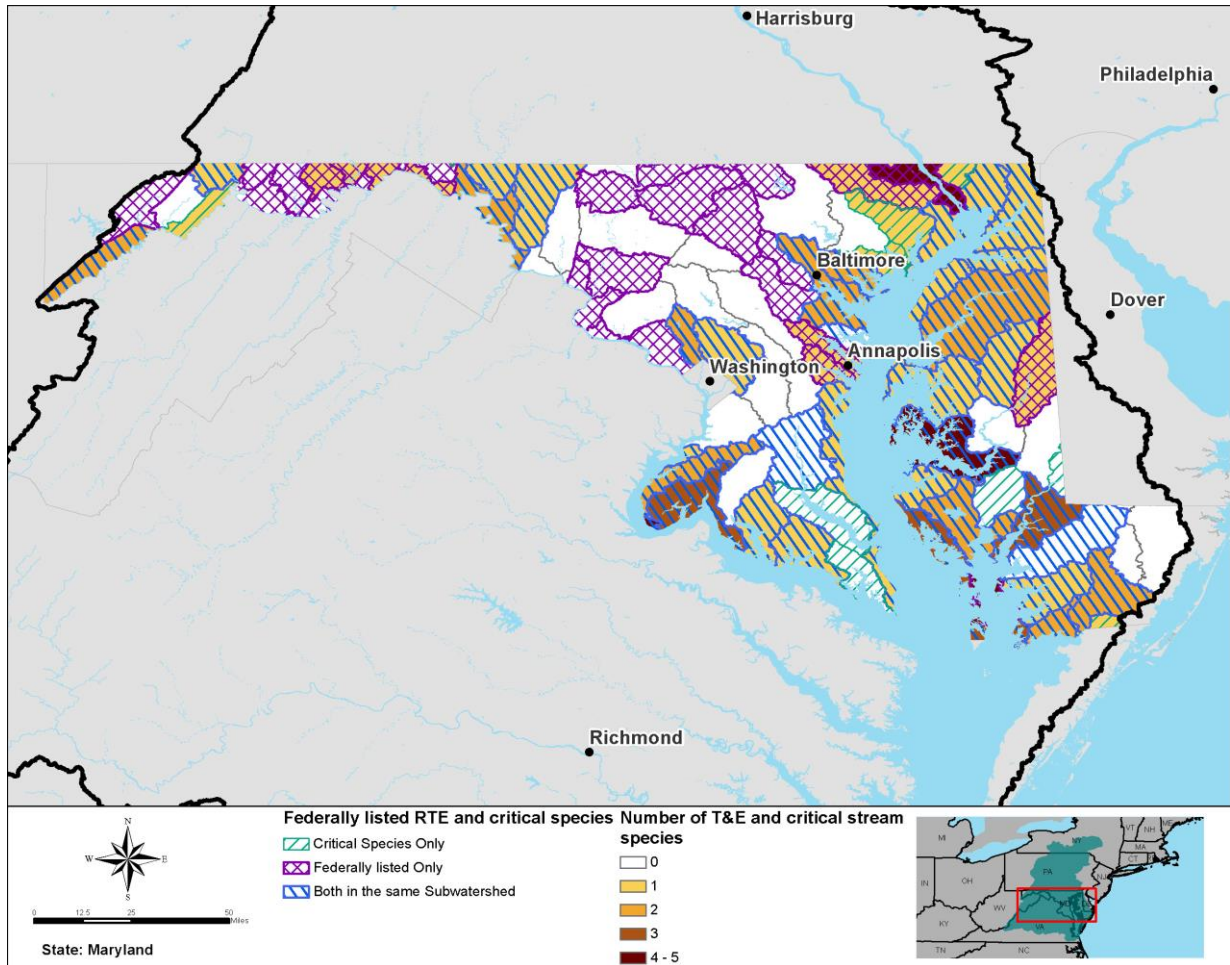 Harrisburg
Philadelphia
Baltimore
Dover
Annapolis
Washington
Richmond
N
W E
S
0 12.5 25 50
Miles
State: Maryland
Federally listed RTE and critical species
Critical Species Only
Federally listed Only
Both in the same Subwatershed
Number of T&E and critical stream
species
0
1
2
3
4 - 5
MI
NY
VT
NH
ME
MA
CT
PA
NJ
IN
OH
WV
MD
DE
KY
VA
TN
NC